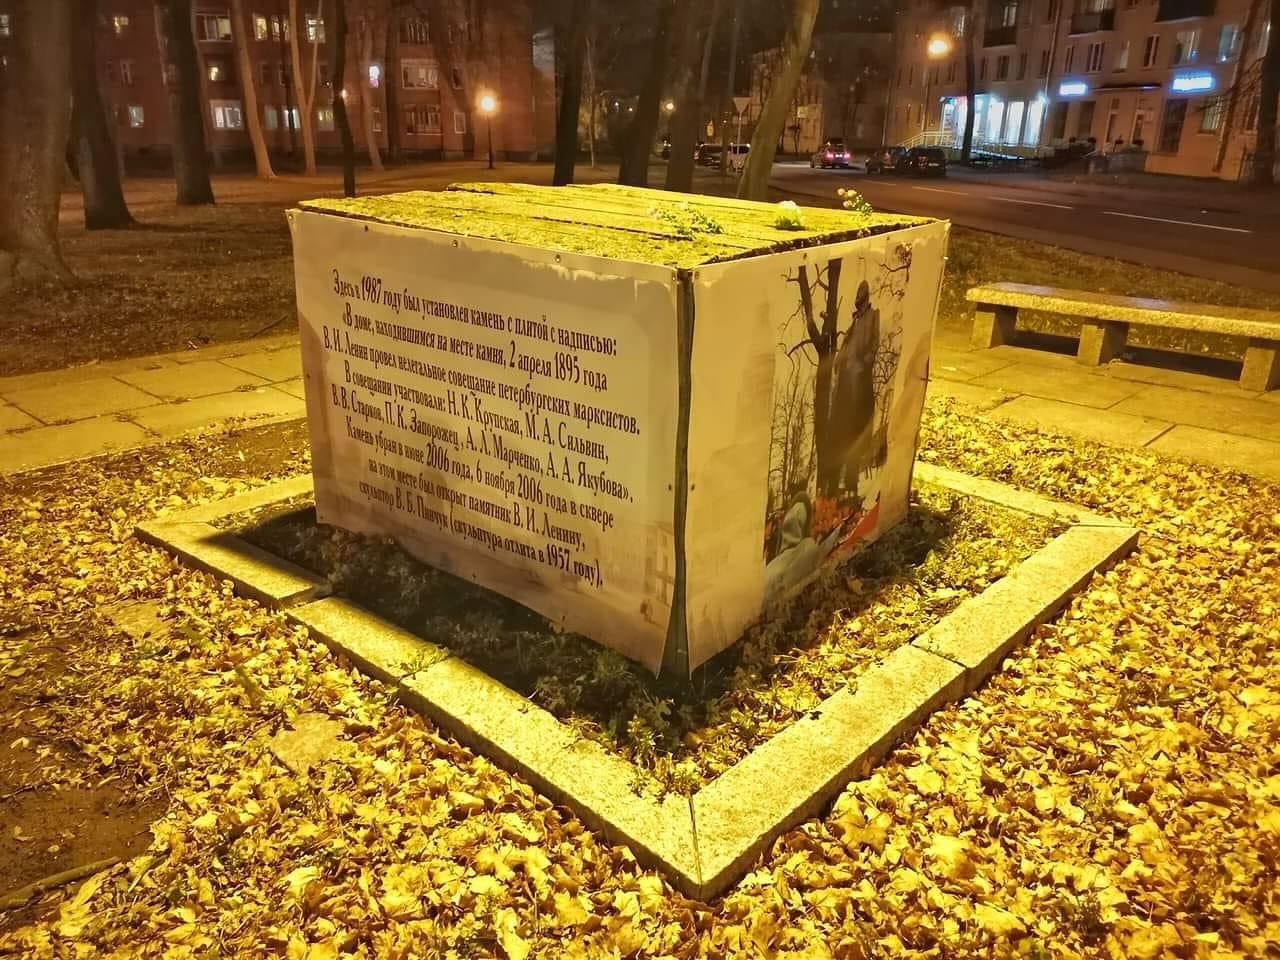 Здесь в 1987 году был установлен камень с плитой с надписью:
«В доме, находившимся на месте камня, 2 апреля 1895 года
В. И. Ленин провел нелегальное совещание петербургских марксистов.
В совещании участвовали: Н. К. Крупская, М. А. Сильвин,
В. В. Старков, П. К. Запорожец, А. Л. Марченко, А. А. Якубова».
Камень убран в июне 2006 года, 6 ноября 2006 года в сквере
на этом месте был открыт памятник В. И. Ленину,
скульптор В. Б. Пинчук (скульптура отлита в 1957 году).